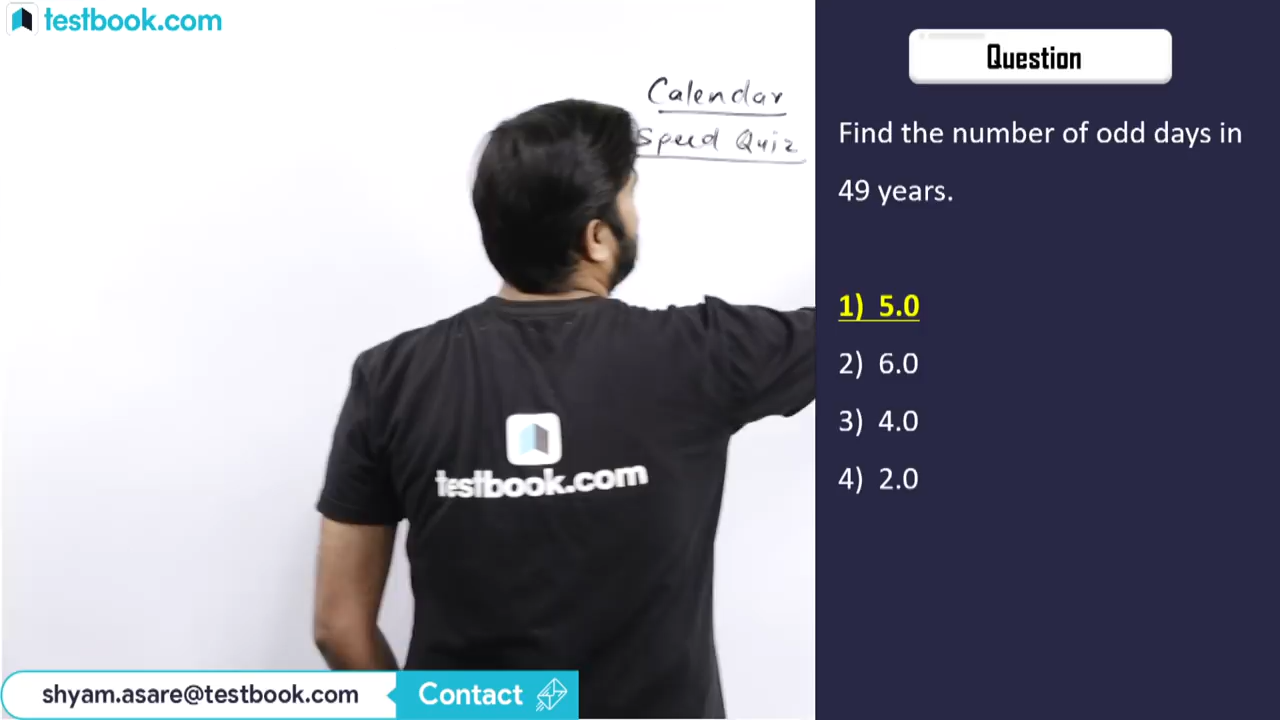 testbook.com
Calendar
Speed Quiz
testbook.com
Question
Find the number of odd days in
49 years.
1) 5.0
2) 6.0
3) 4.0
4) 2.0
shyam.asare@testbook.com
Contact